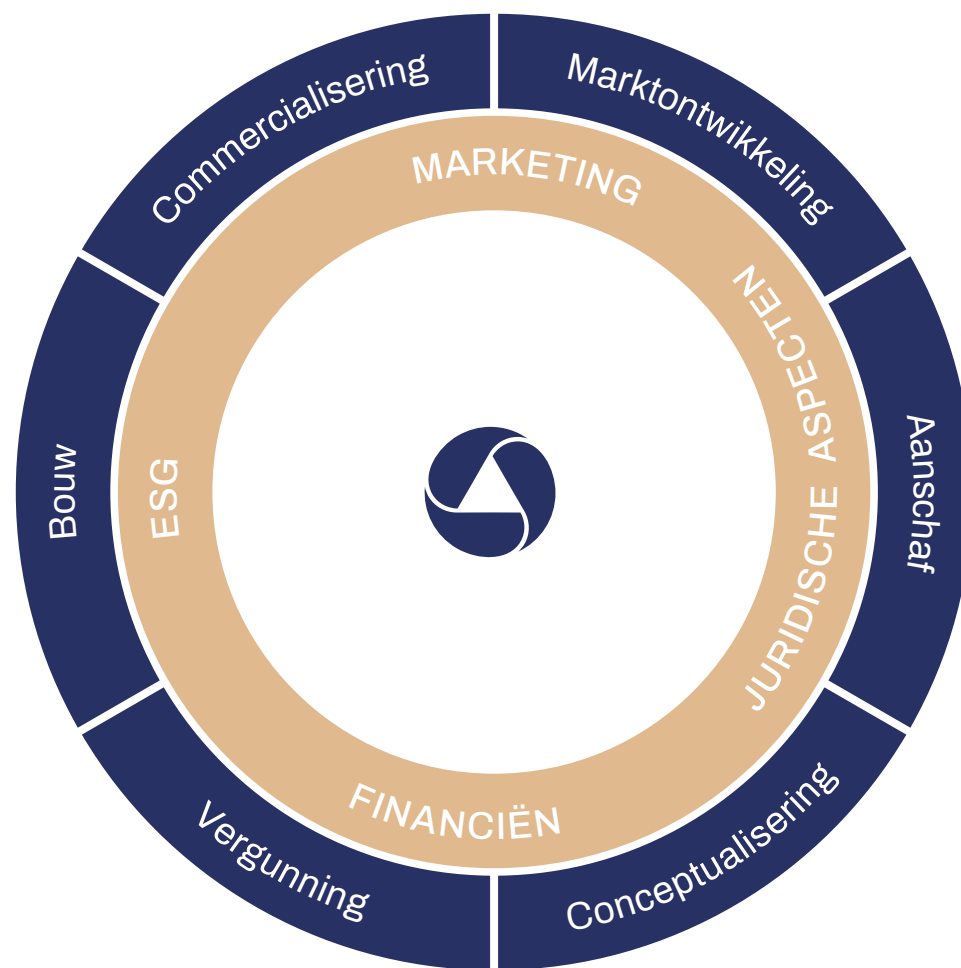 Marktontwikkeling
Aanschaf
Conceptualisering
Vergunning
Bouw
Commercialisering
MARKETING
JURIDISCHE ASPECTEN
FINANCIËN
ESG